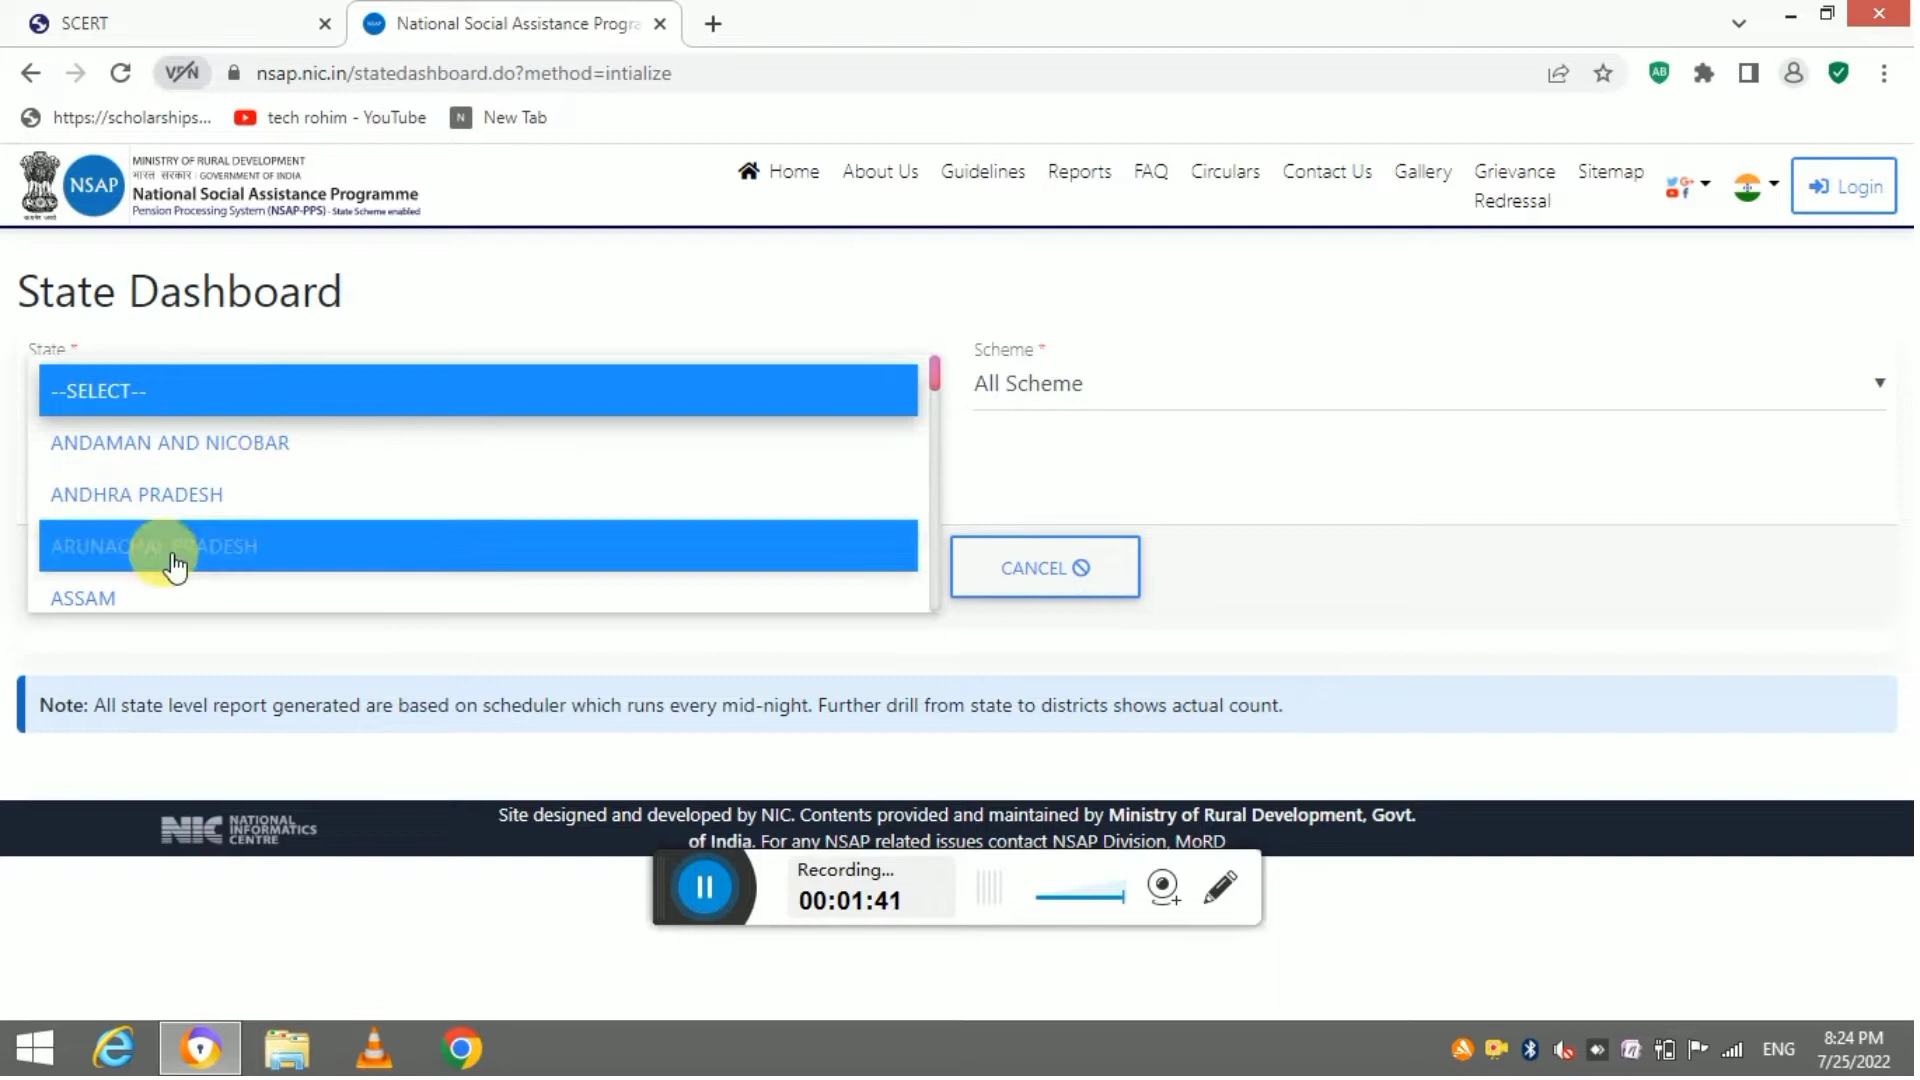 SCERT
National Social Assistance Progra
nsap.nic.in/statedashboard.do?method=intialize
https://scholarships...
tech rohim - YouTube
N
New Tab
NSAP
MINISTRY OF RURAL DEVELOPMENT
भारत सरकार | GOVERNMENT OF INDIA
National Social Assistance Programme
Pension Processing System (NSAP-PPS) - State Scheme enabled
Home
About Us
Guidelines
Reports
FAQ
Circulars
Contact Us
Gallery
Grievance
Redressal
Sitemap
Login
State Dashboard
State *
--SELECT--
ANDAMAN AND NICOBAR
ANDHRA PRADESH
ARUNACHAL PRADESH
ASSAM
Scheme *
All Scheme
CANCEL
Note: All state level report generated are based on scheduler which runs every mid-night. Further drill from state to districts shows actual count.
NIC NATIONAL
INFORMATICS
CENTRE
Site designed and developed by NIC. Contents provided and maintained by Ministry of Rural Development, Govt.
of India. For any NSAP related issues contact NSAP Division, MoRD
Recording...
00:01:41
ENG
8:24 PM
7/25/2022